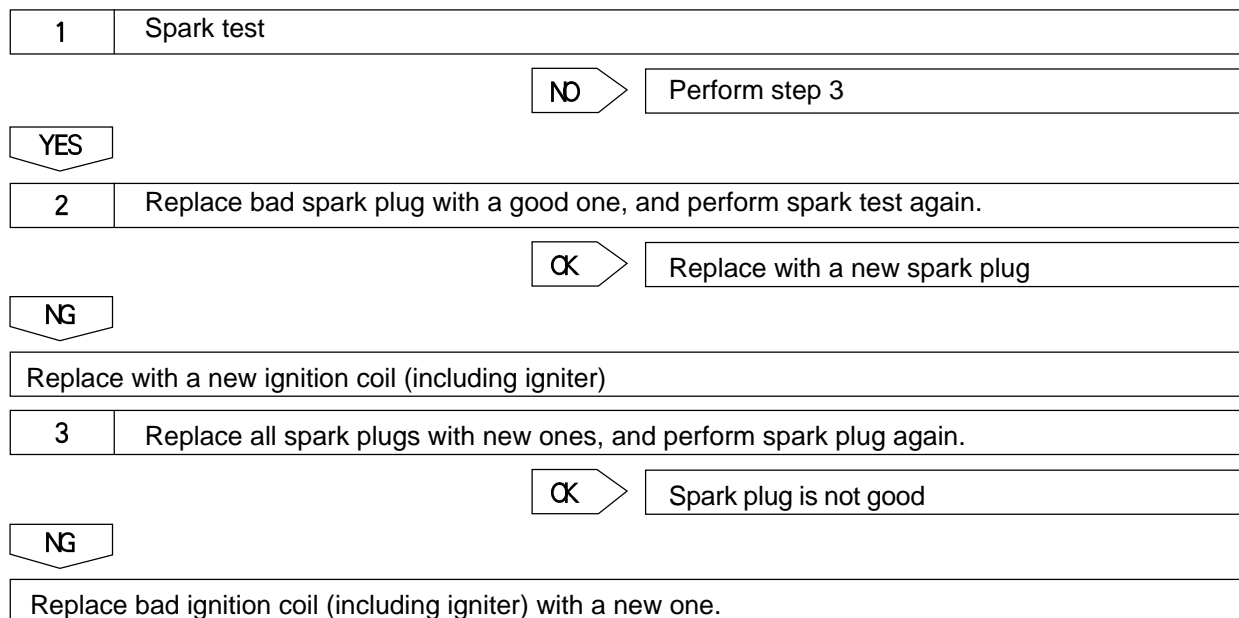 1 Spark test
NO Perform step 3
YES
2 Replace bad spark plug with a good one, and perform spark test again.
OK Replace with a new spark plug
NG
Replace with a new ignition coil (including igniter)
3 Replace all spark plugs with new ones, and perform spark plug again.
OK Spark plug is not good
NG
Replace bad ignition coil (including igniter) with a new one.